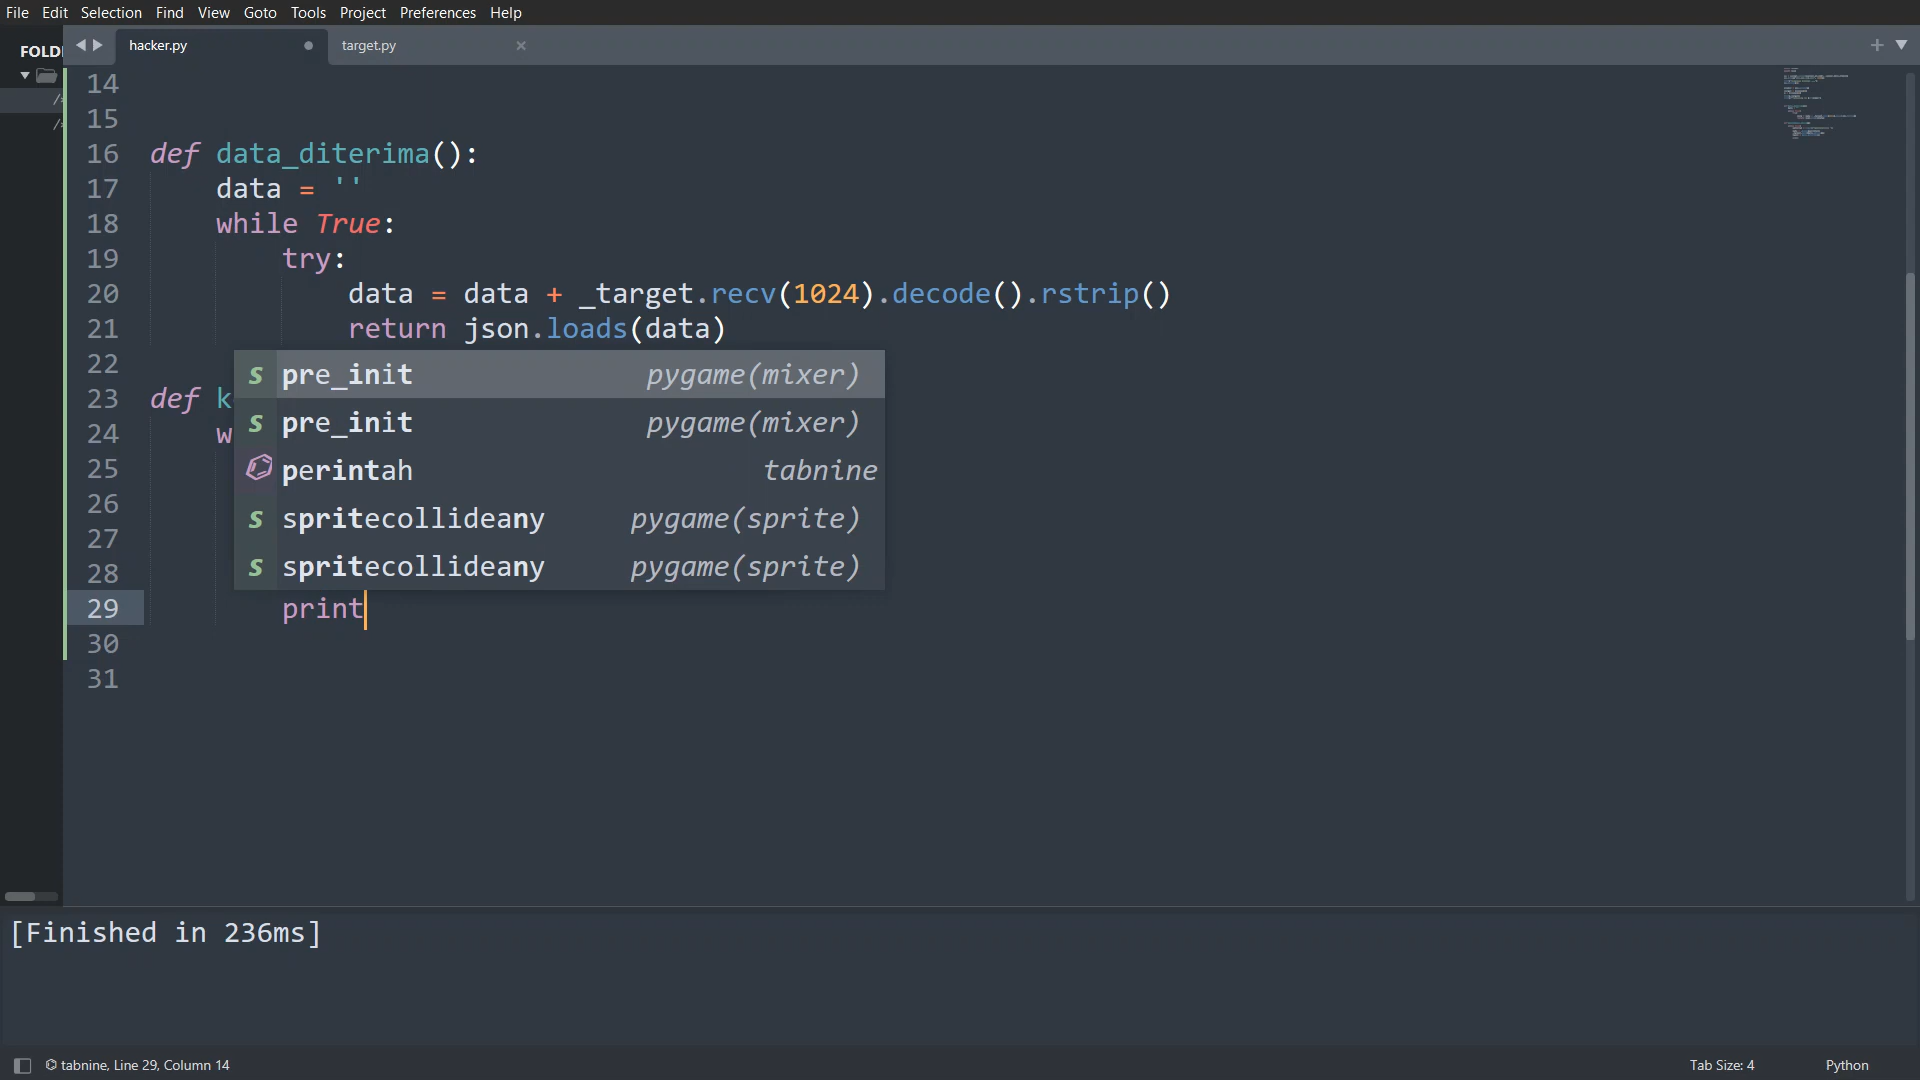 File Edit Selection Find View Goto Tools Project Preferences Help
FOLD
hacker.py
target.py
14
15
16 def data_diterima():
17 data = ''
18 while True:
19 try:
20 data = data + _target.recv(1024).decode().rstrip()
21 return json.loads(data)
22
pre_init pygame(mixer)
23 def k
pre_init pygame(mixer)
24 w
25
perintah tabnine
26
spritecollideany pygame(sprite)
27
28
spritecollideany pygame(sprite)
29 print
30
31
[Finished in 236ms]
tabnine, Line 29, Column 14
Tab Size: 4
Python